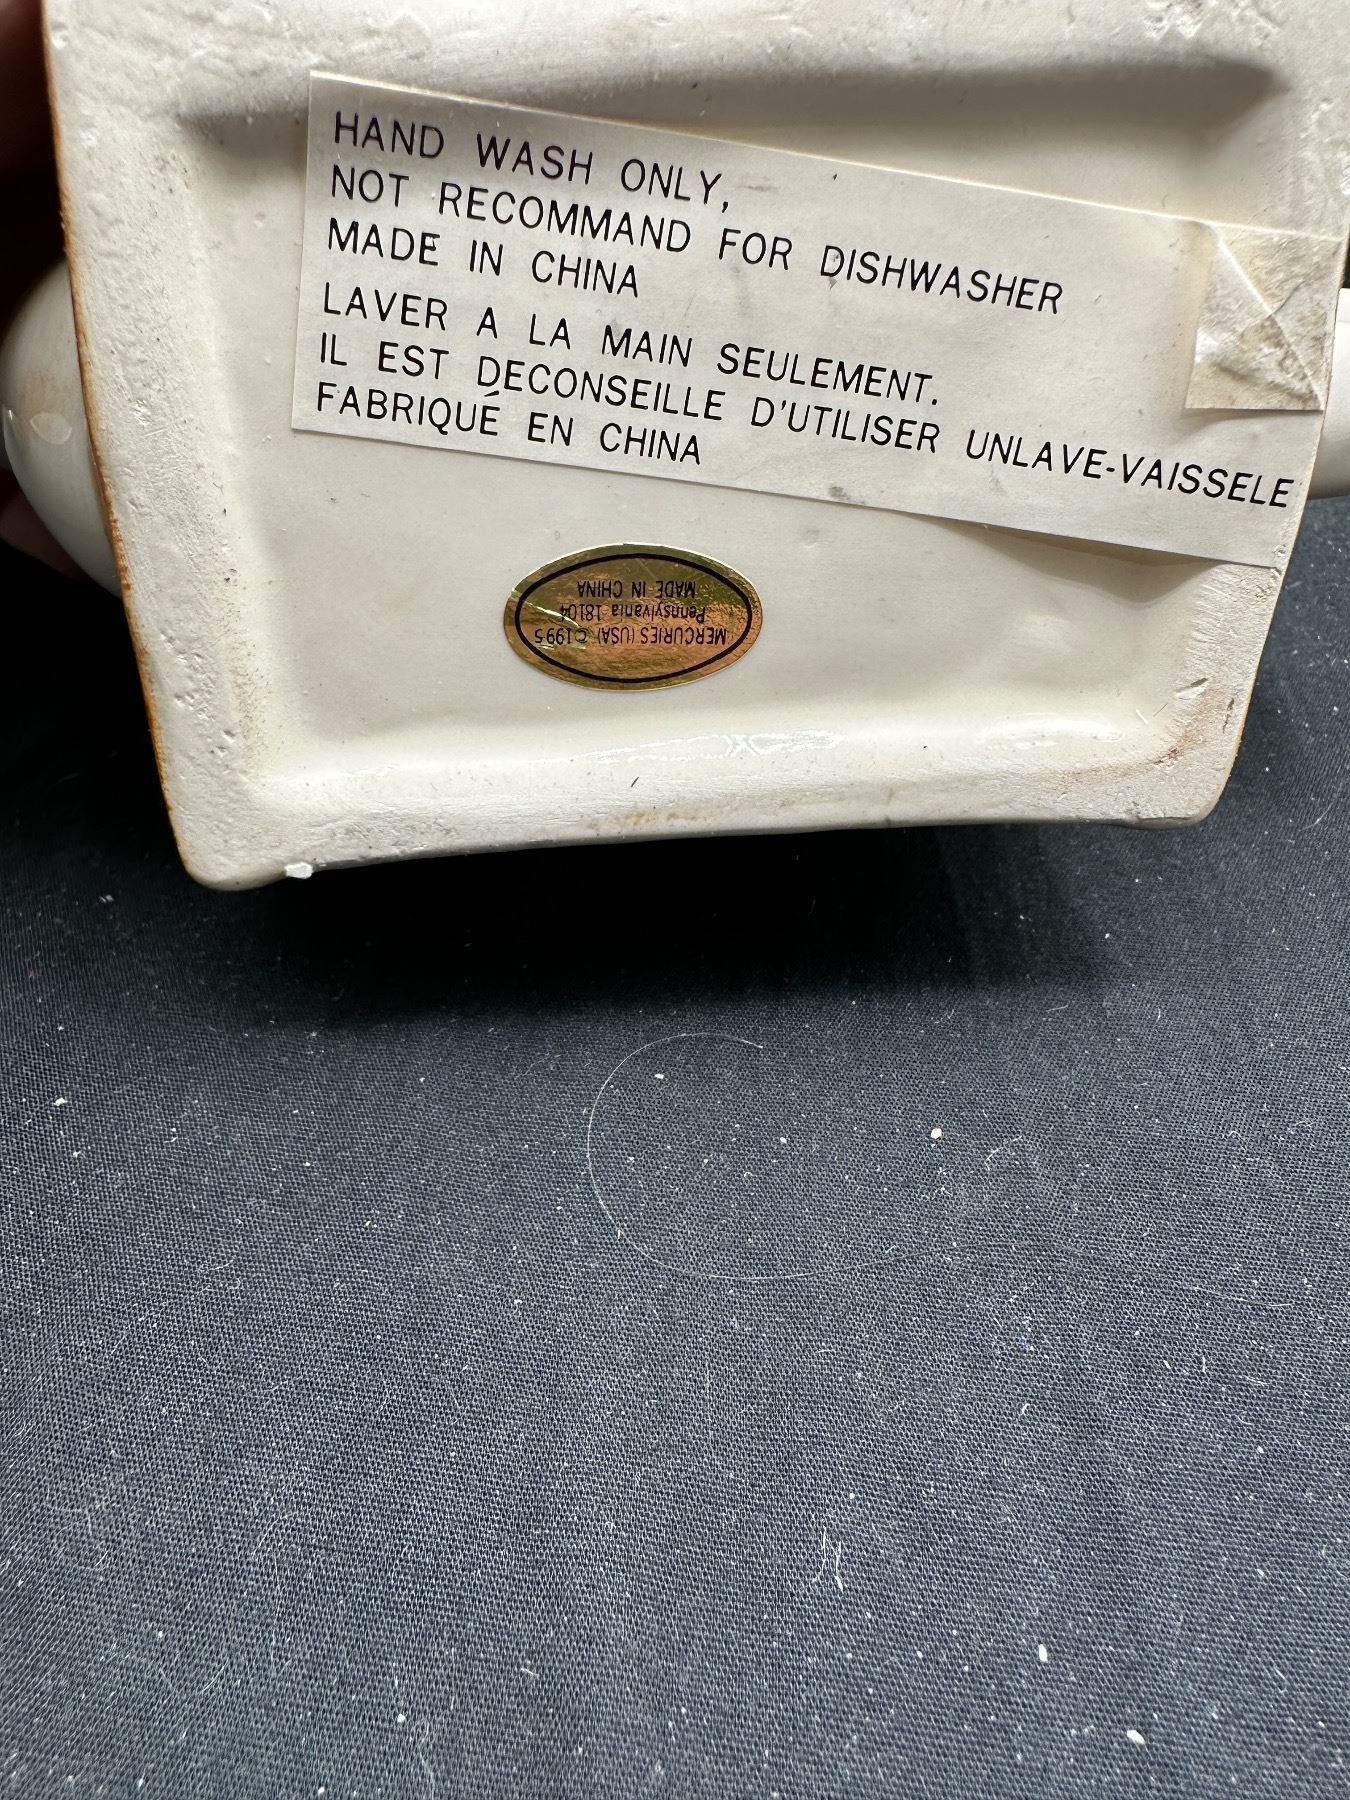 HAND WASH ONLY,
NOT RECOMMAND FOR DISHWASHER
MADE IN CHINA
LAVER A LA MAIN SEULEMENT.
IL EST DECONSEILLE D'UTILISER UNLAVE-VAISSELE
FABRIQUÉ EN CHINA
MERCURIES (USA) ©1995
Pennsylvania 18104
MADE IN CHINA